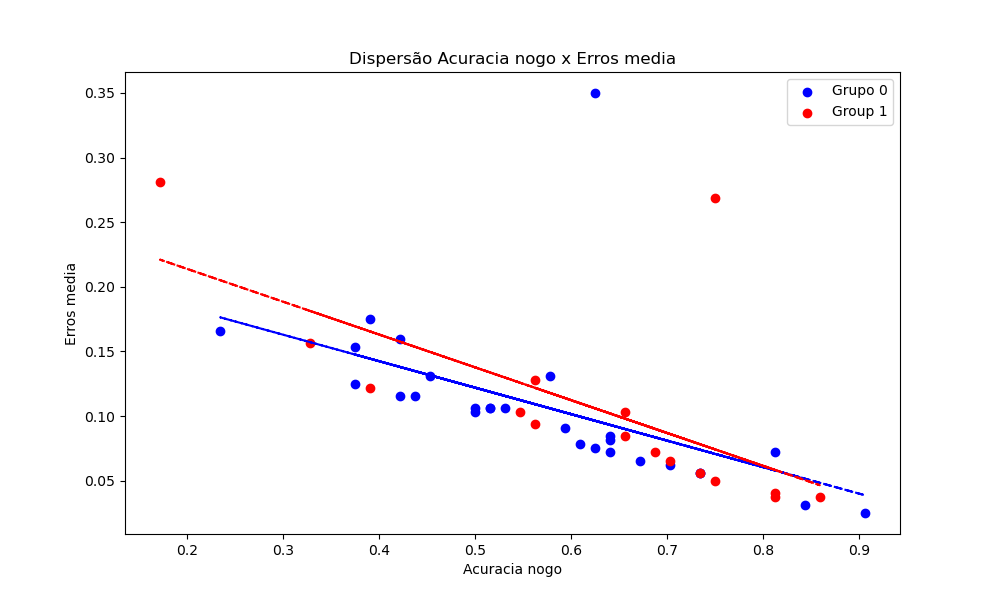 Dispersão Acuracia nogo x Erros media
Grupo 0
Group 1
0.35
0.30
0.25
0.20
0.15
0.10
0.05
Erros media
0.2 0.3 0.4 0.5 0.6 0.7 0.8 0.9
Acuracia nogo